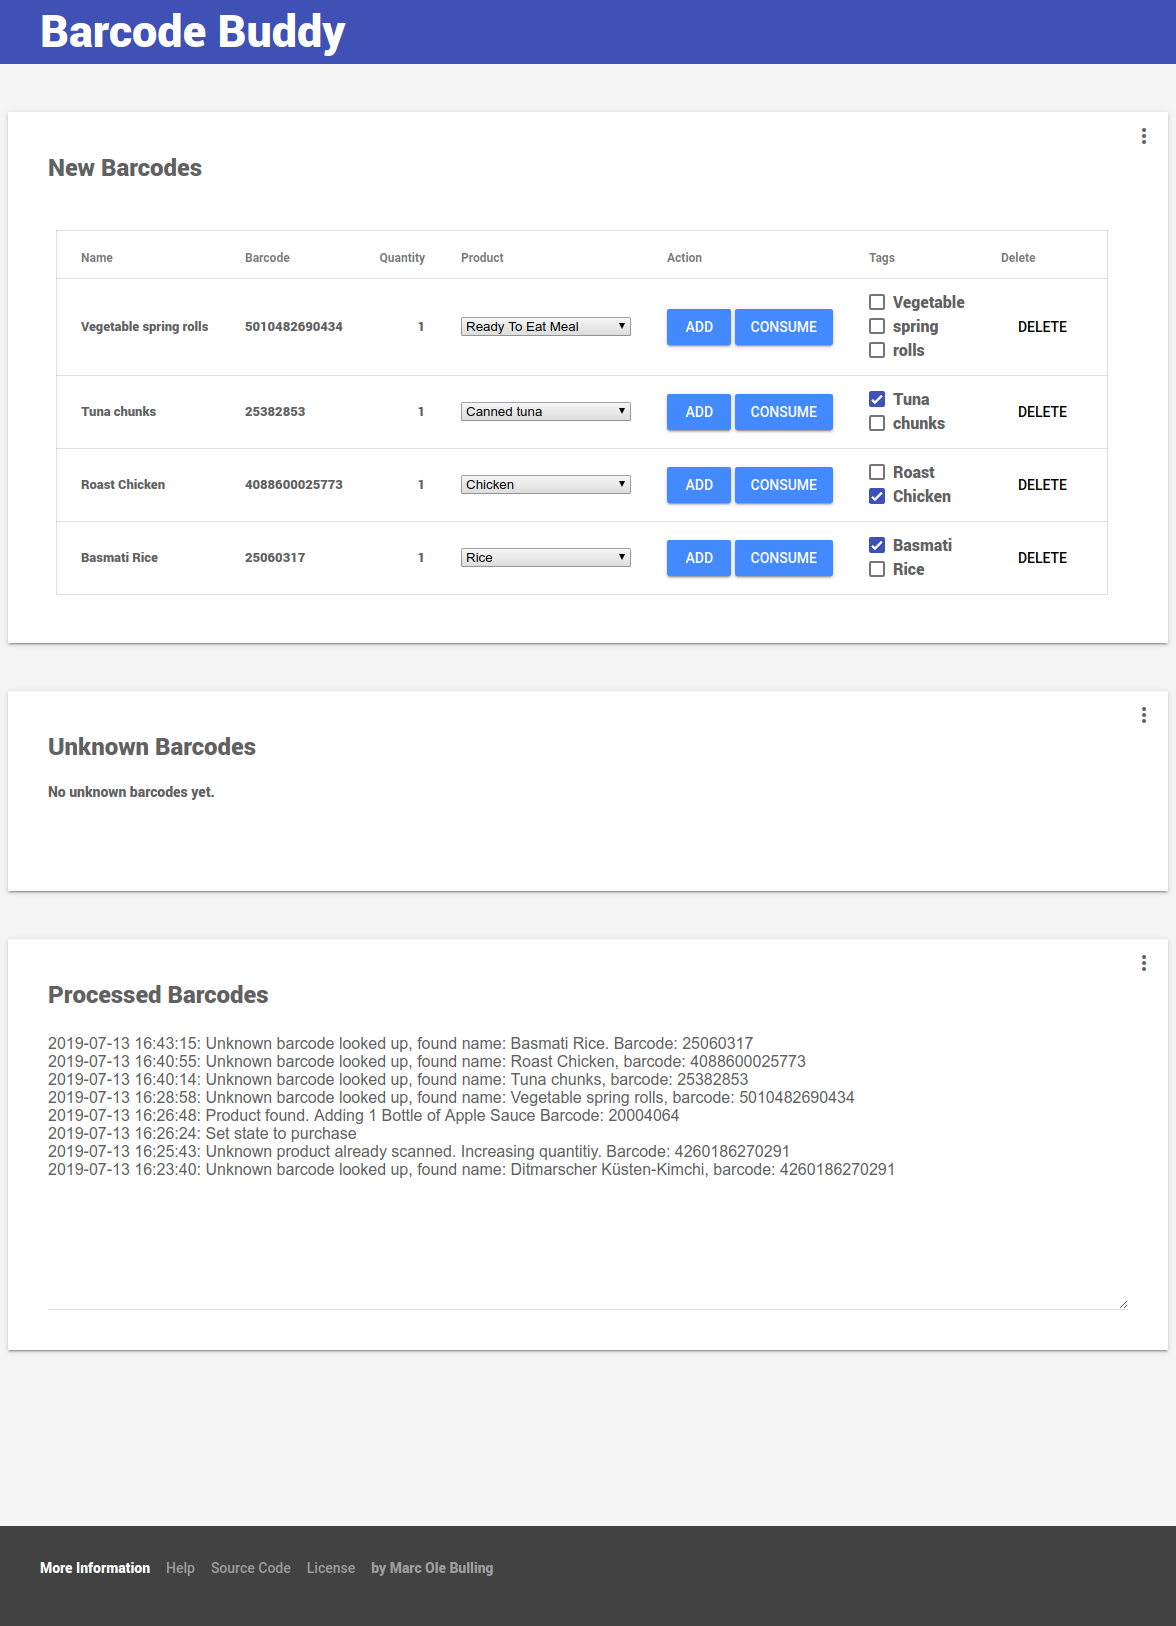 Barcode Buddy
New Barcodes
Name Barcode Quantity Product Action Tags Delete
Vegetable spring rolls 5010482690434 1 Ready To Eat Meal ADD CONSUME Vegetable spring rolls DELETE
Tuna chunks 25382853 1 Canned tuna ADD CONSUME Tuna chunks DELETE
Roast Chicken 4088600025773 1 Chicken ADD CONSUME Roast Chicken DELETE
Basmati Rice 25060317 1 Rice ADD CONSUME Basmati Rice DELETE
Unknown Barcodes
No unknown barcodes yet.
Processed Barcodes
2019-07-13 16:43:15: Unknown barcode looked up, found name: Basmati Rice. Barcode: 25060317
2019-07-13 16:40:55: Unknown barcode looked up, found name: Roast Chicken, barcode: 4088600025773
2019-07-13 16:40:14: Unknown barcode looked up, found name: Tuna chunks, barcode: 25382853
2019-07-13 16:28:58: Unknown barcode looked up, found name: Vegetable spring rolls, barcode: 5010482690434
2019-07-13 16:26:48: Product found. Adding 1 Bottle of Apple Sauce Barcode: 20004064
2019-07-13 16:26:24: Set state to purchase
2019-07-13 16:25:43: Unknown product already scanned. Increasing quantitiy. Barcode: 4260186270291
2019-07-13 16:23:40: Unknown barcode looked up, found name: Ditmarscher Küsten-Kimchi, barcode: 4260186270291
More Information Help Source Code License by Marc Ole Bulling